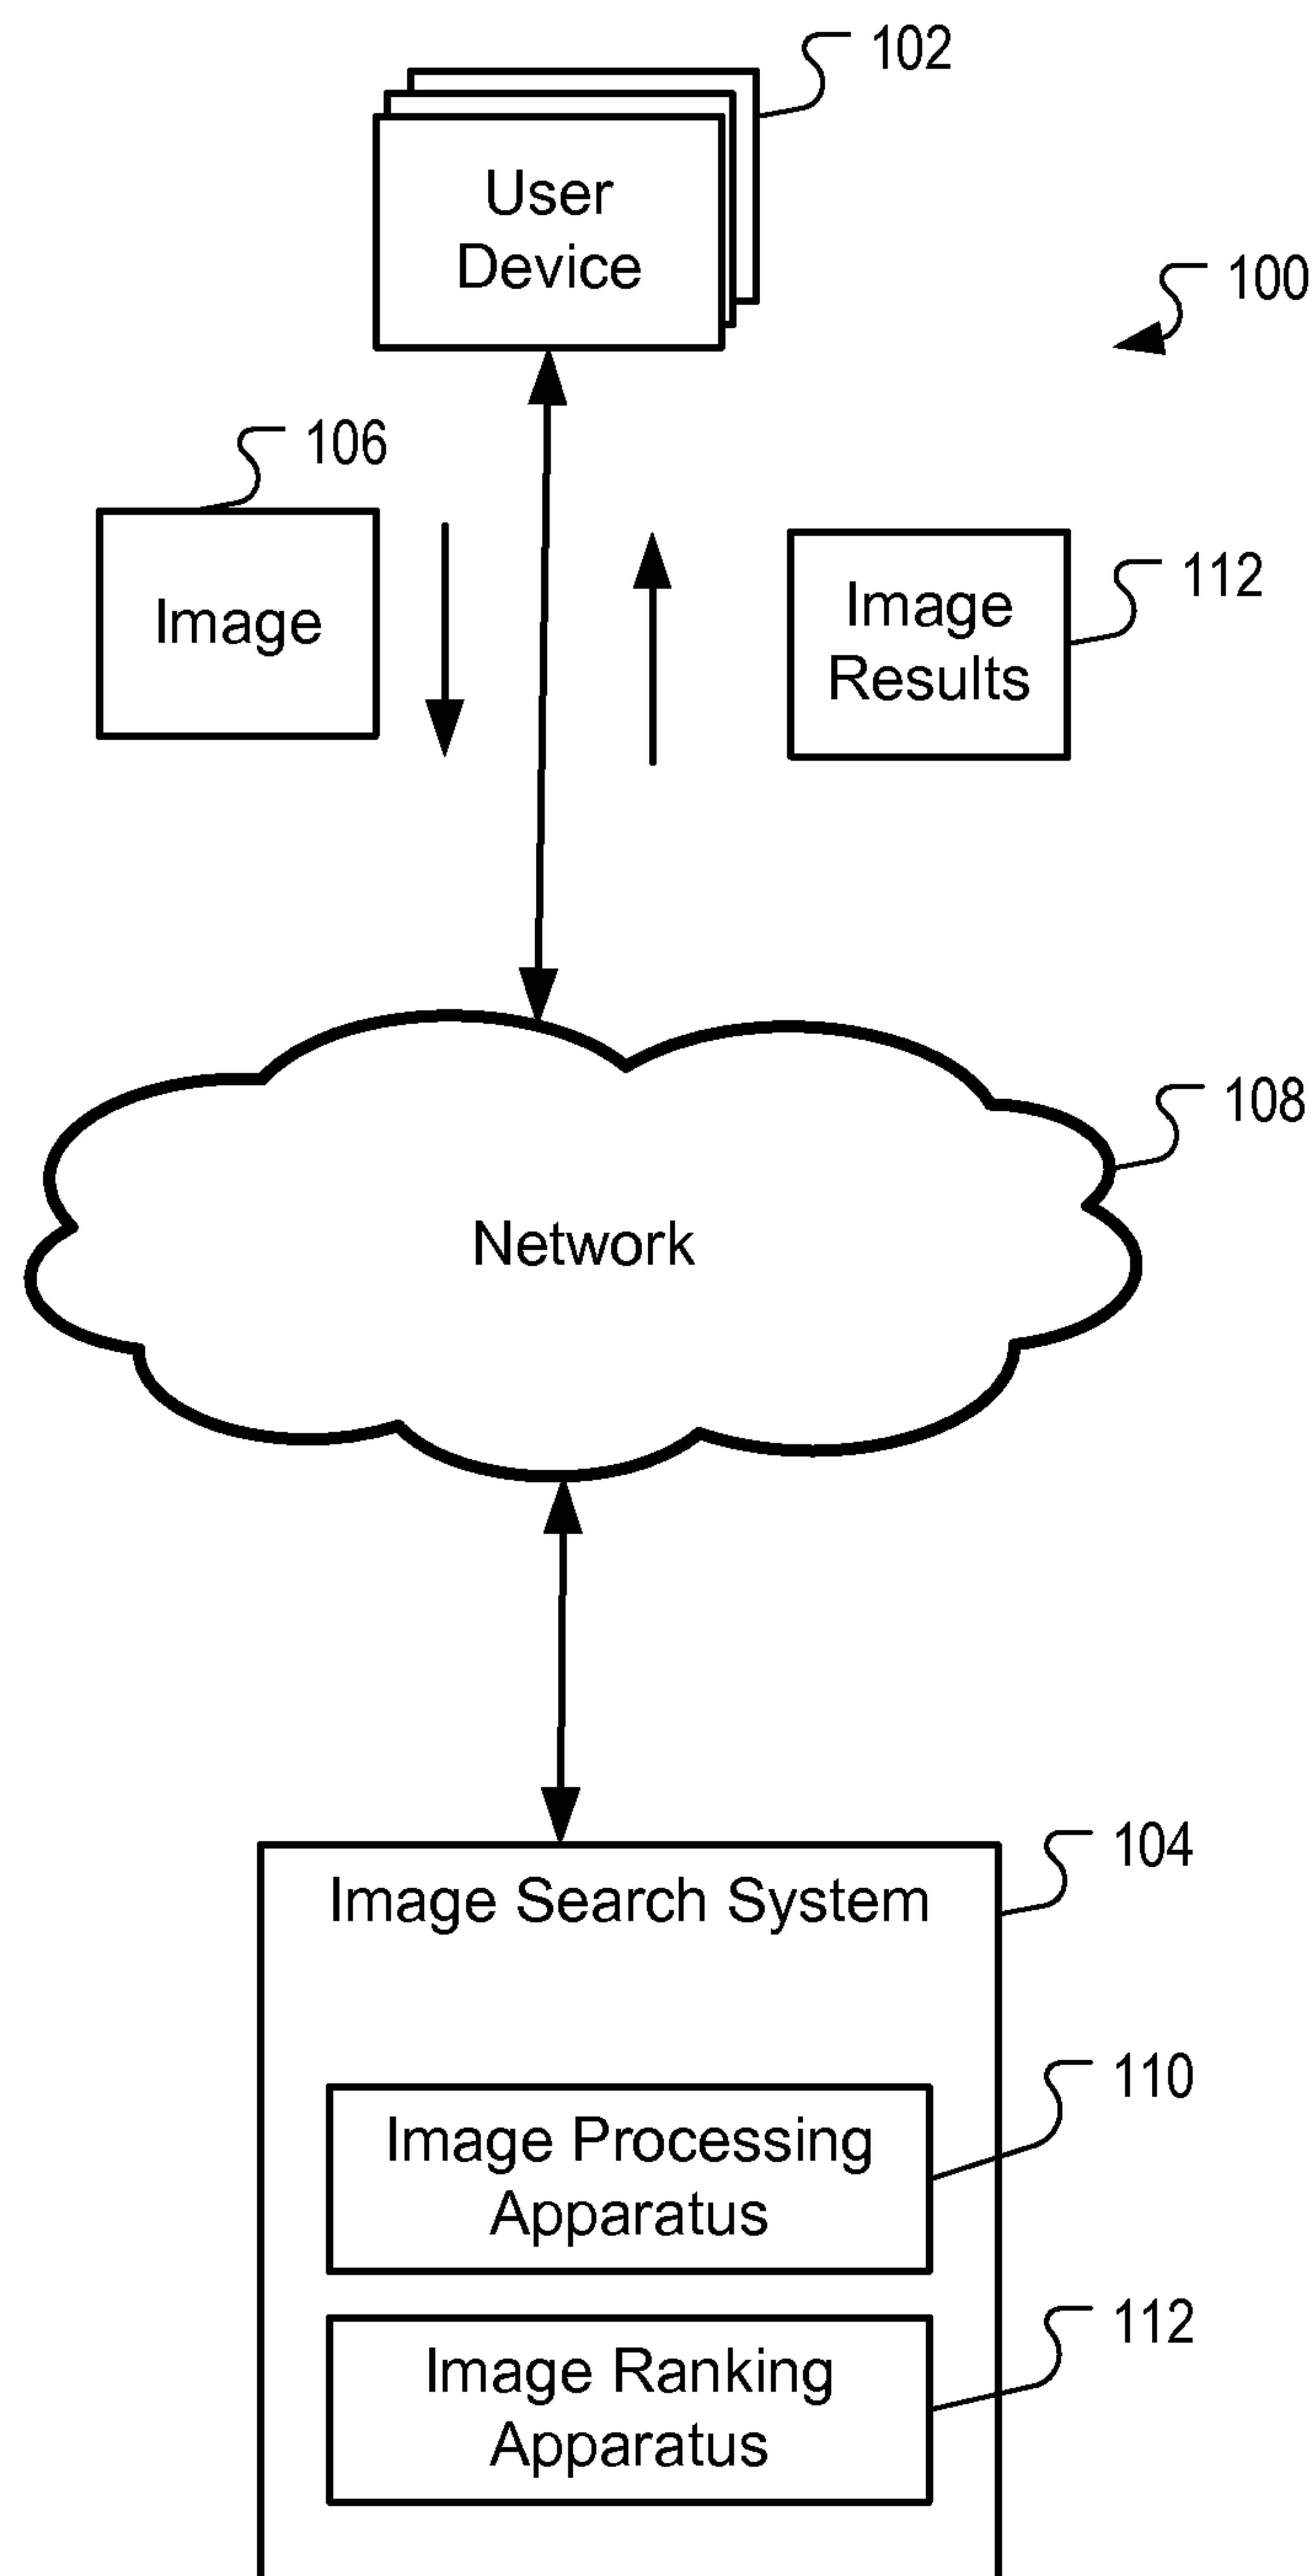 102
User
Device
100
106
Image
Image
Results
112
Network
108
104
Image Search System
110
Image Processing
Apparatus
112
Image Ranking
Apparatus